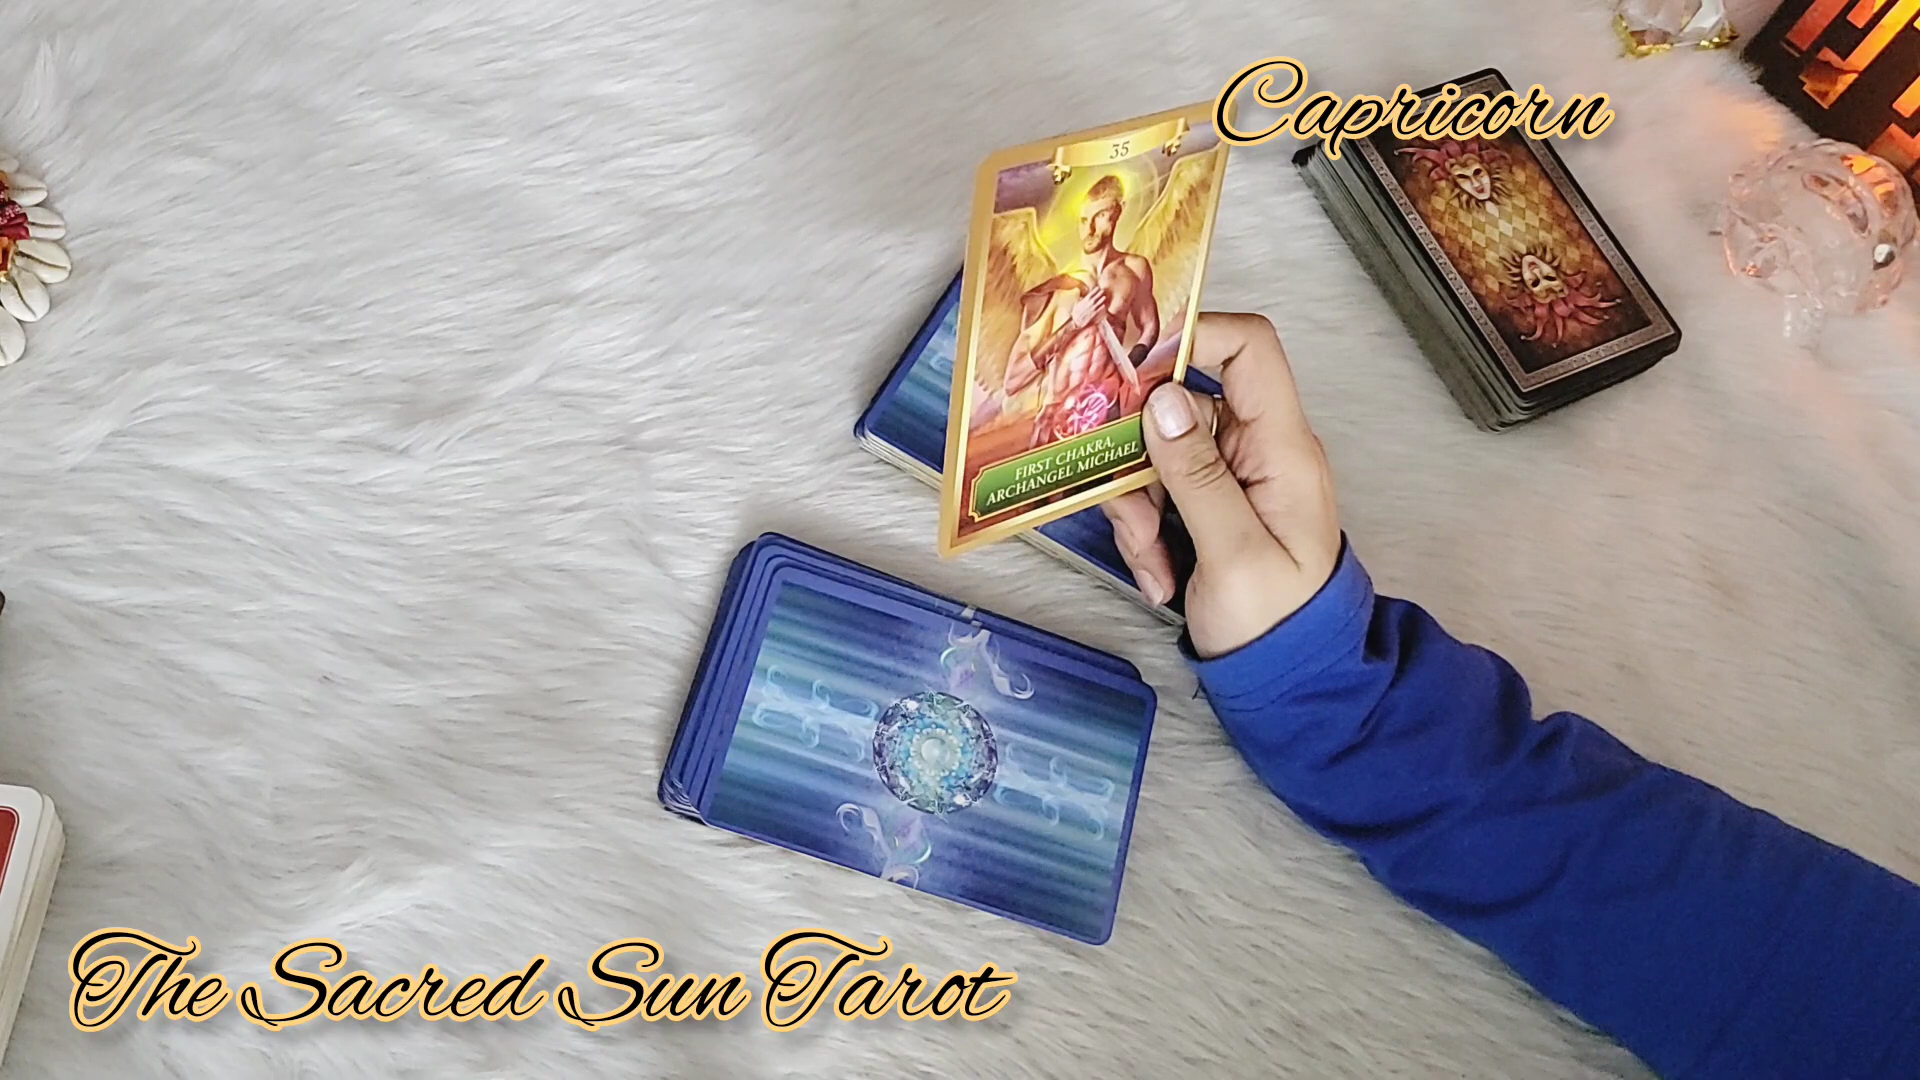 Capricorn
35
FIRST CHAKRA,
ARCHANGEL MICHAEL
The Sacred Sun Tarot